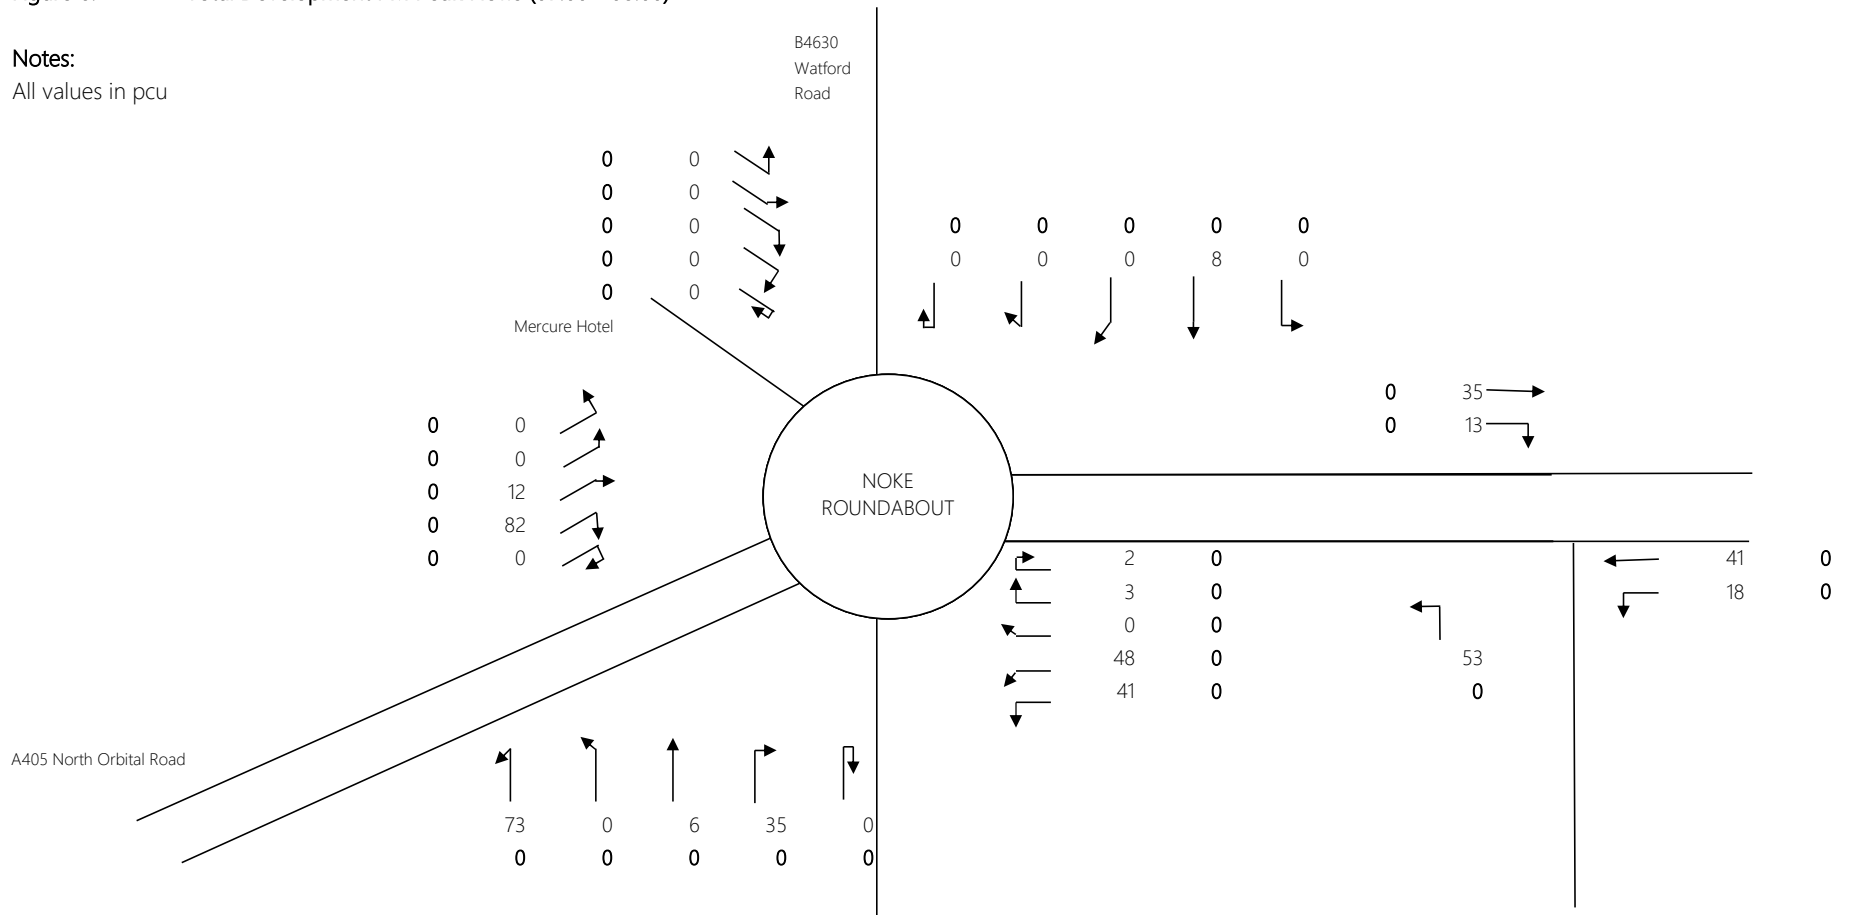 Notes:
All values in pcu
B4630
Watford
Road
0 0
0 0
0 0
0 0
0 0
Mercure Hotel
0 0 0 0 0
0 0 0 8 0
0 35
0 13
0 0
0 0
0 12
0 82
0 0
NOKE
ROUNDABOUT
2 0
3 0
0 0
48 0
41 0
53
0
41 0
18 0
A405 North Orbital Road
73 0 6 35 0
0 0 0 0 0